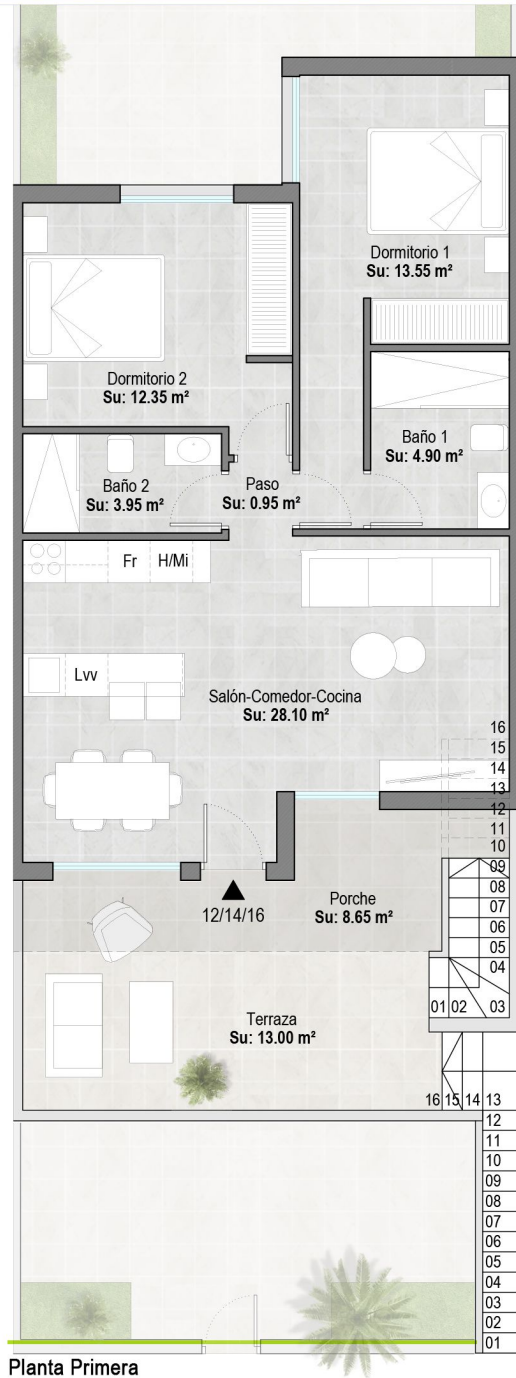 Dormitorio 1
Su: 13.55 m²
Dormitorio 2
Su: 12.35 m²
Baño 1
Su: 4.90 m²
Baño 2
Su: 3.95 m²
Paso
Su: 0.95 m²
Fr
H/Mi
Lvv
Salón-Comedor-Cocina
Su: 28.10 m²
16
15
14
13
12
11
10
09
08
07
06
05
04
01 02 03
12/14/16
Porche
Su: 8.65 m²
Terraza
Su: 13.00 m²
16 15 14 13
12
11
10
09
08
07
06
05
04
03
02
01
Planta Primera